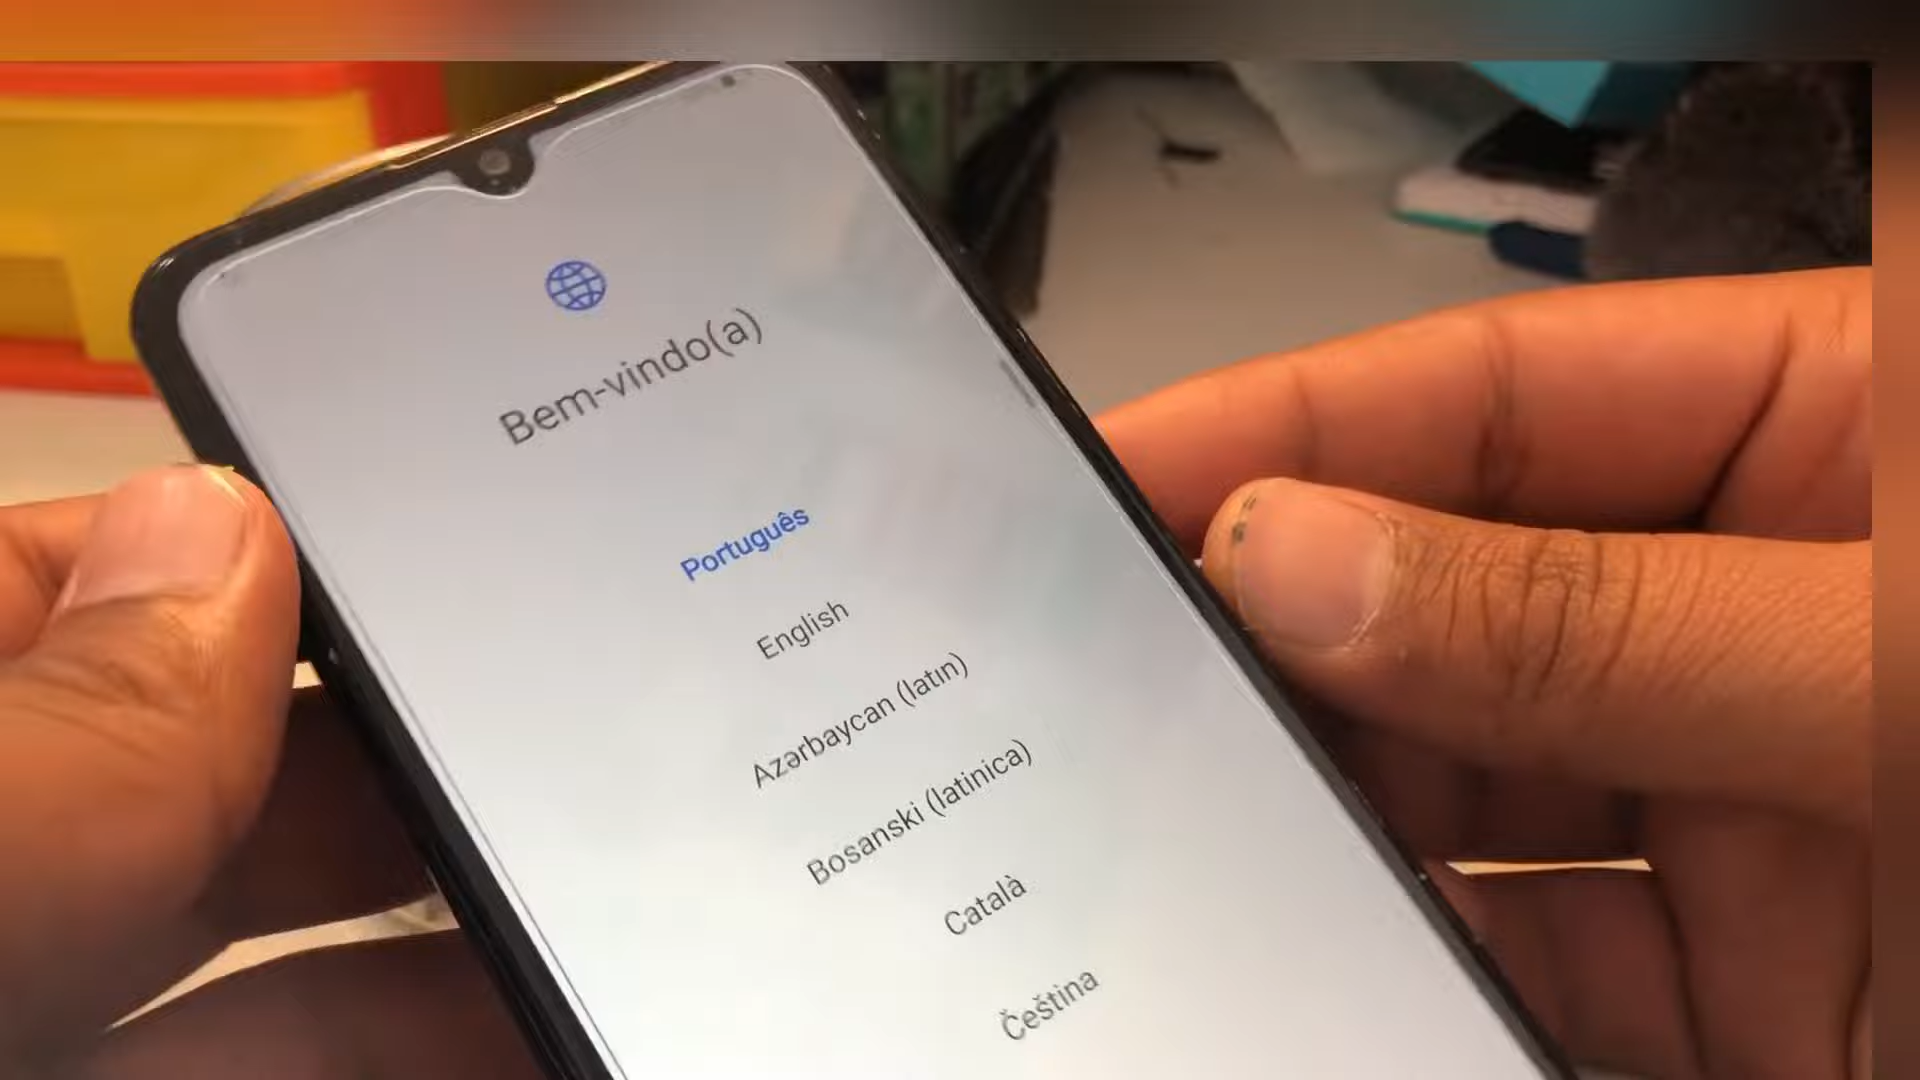 Bem-vindo(a)
Português
English
Azərbaycan (latın)
Bosanski (latinica)
Català
Čeština